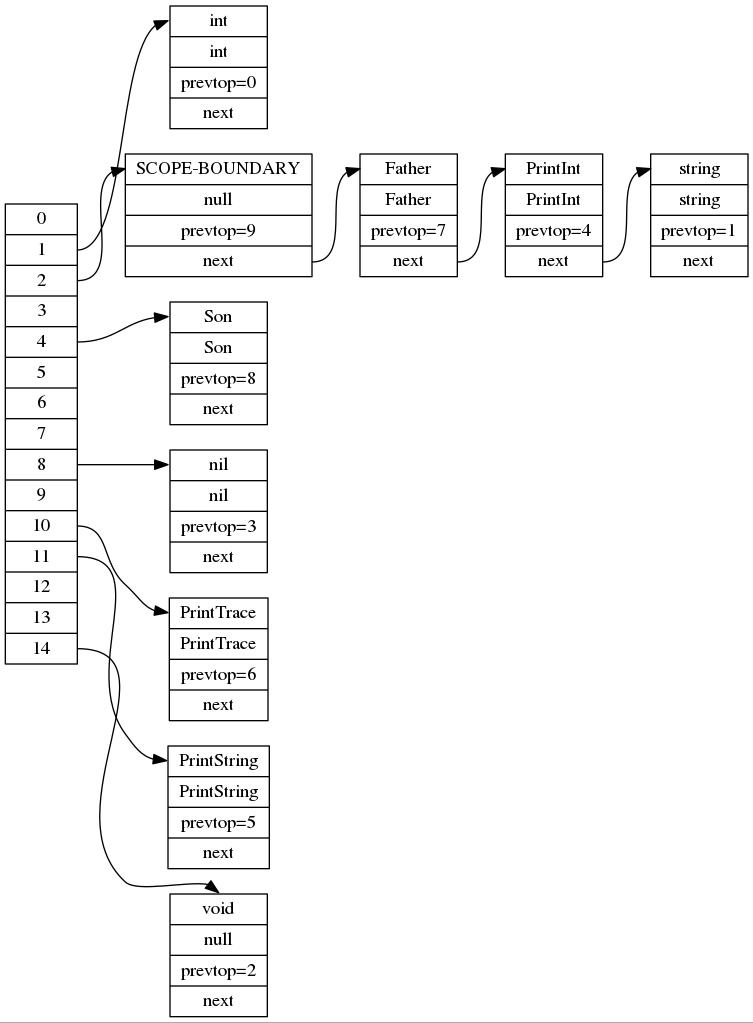 0
1
2
3
4
5
6
7
8
9
10
11
12
13
14
int
int
prevtop=0
next
SCOPE-BOUNDARY
null
prevtop=9
next
Father
Father
prevtop=7
next
PrintInt
PrintInt
prevtop=4
next
string
string
prevtop=1
next
Son
Son
prevtop=8
next
nil
nil
prevtop=3
next
PrintTrace
PrintTrace
prevtop=6
next
PrintString
PrintString
prevtop=5
next
void
null
prevtop=2
next